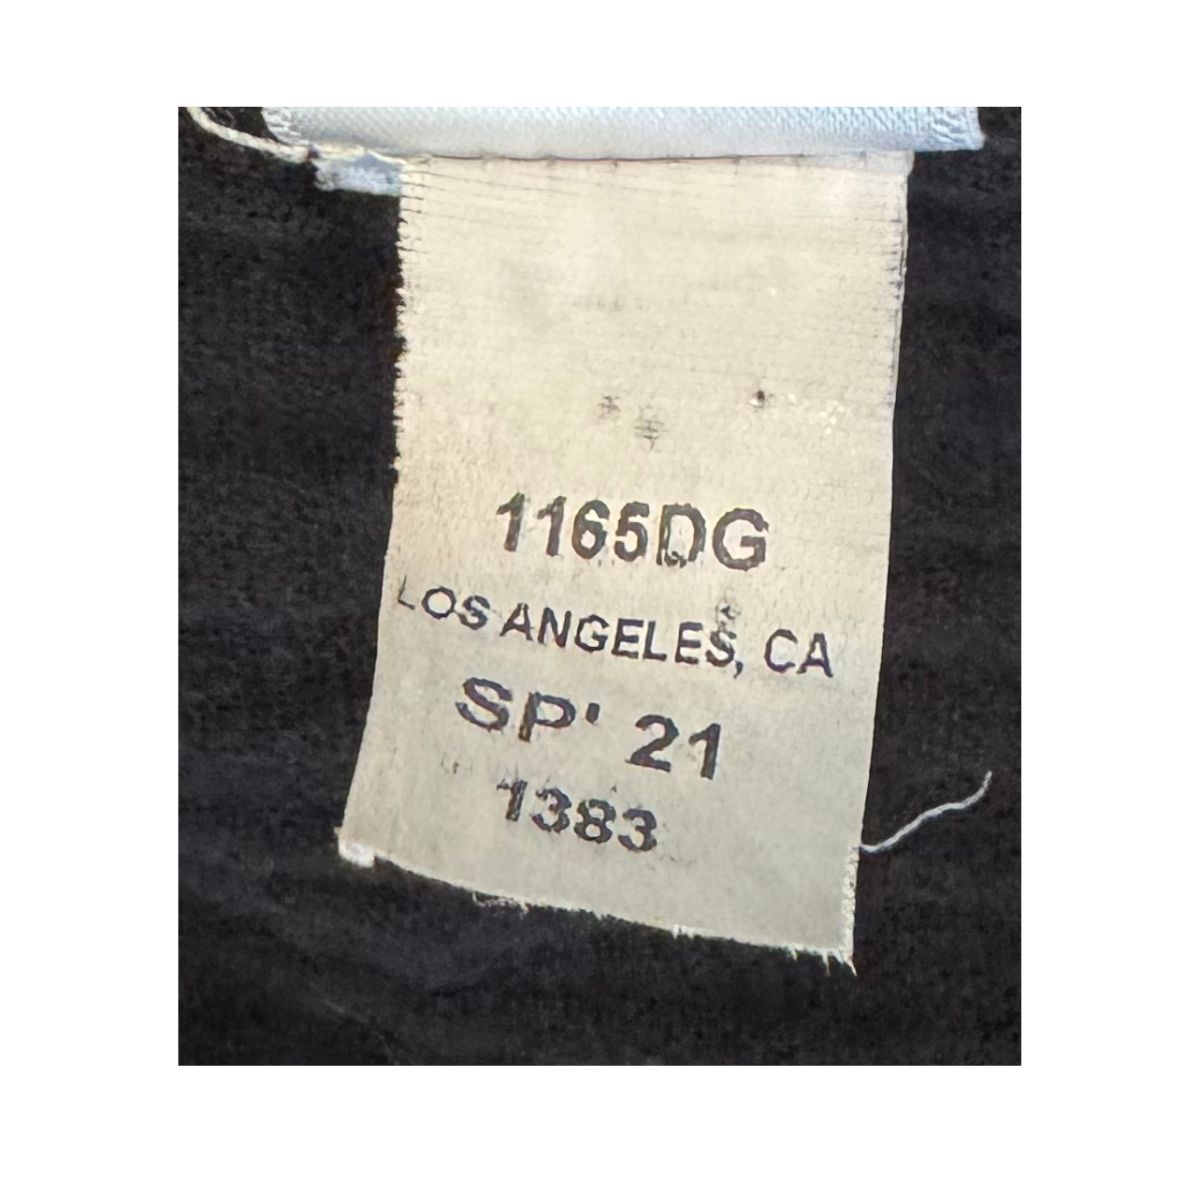 1165DG
LOS ANGELES, CA
SP' 21
1383